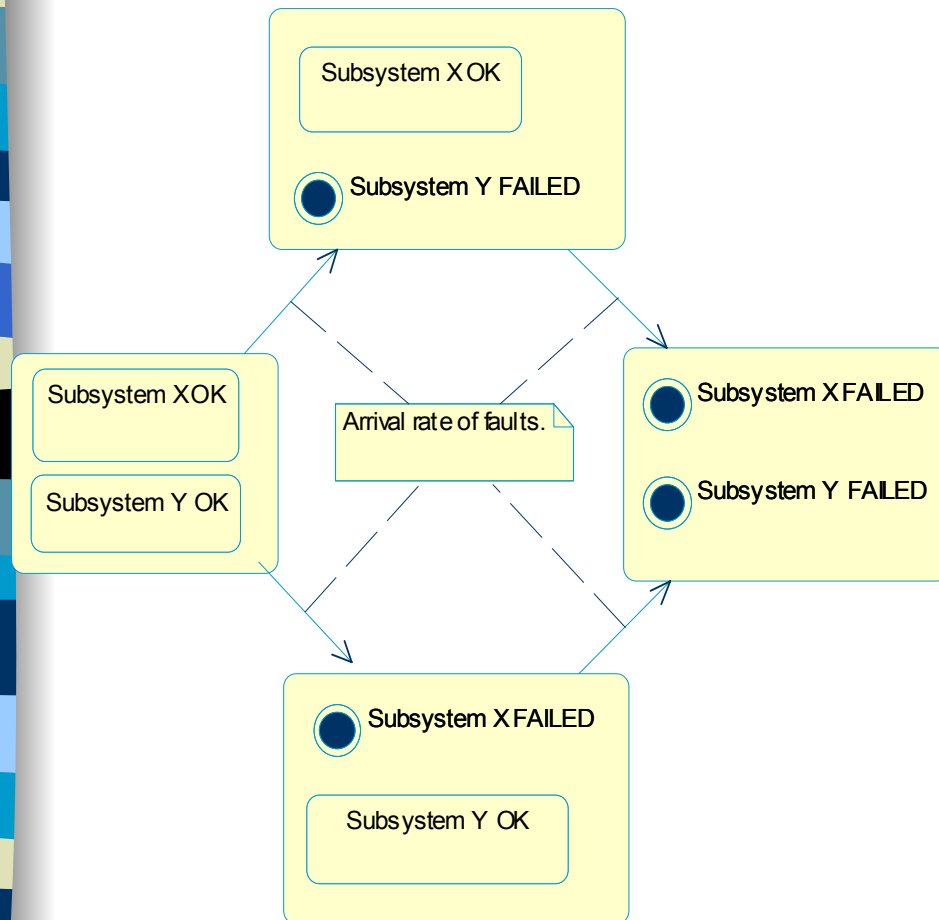 Subsystem X OK
Subsystem Y FAILED
Subsystem X OK
Subsystem Y OK
Arrival rate of faults.
Subsystem X FAILED
Subsystem Y FAILED
Subsystem X FAILED
Subsystem Y OK